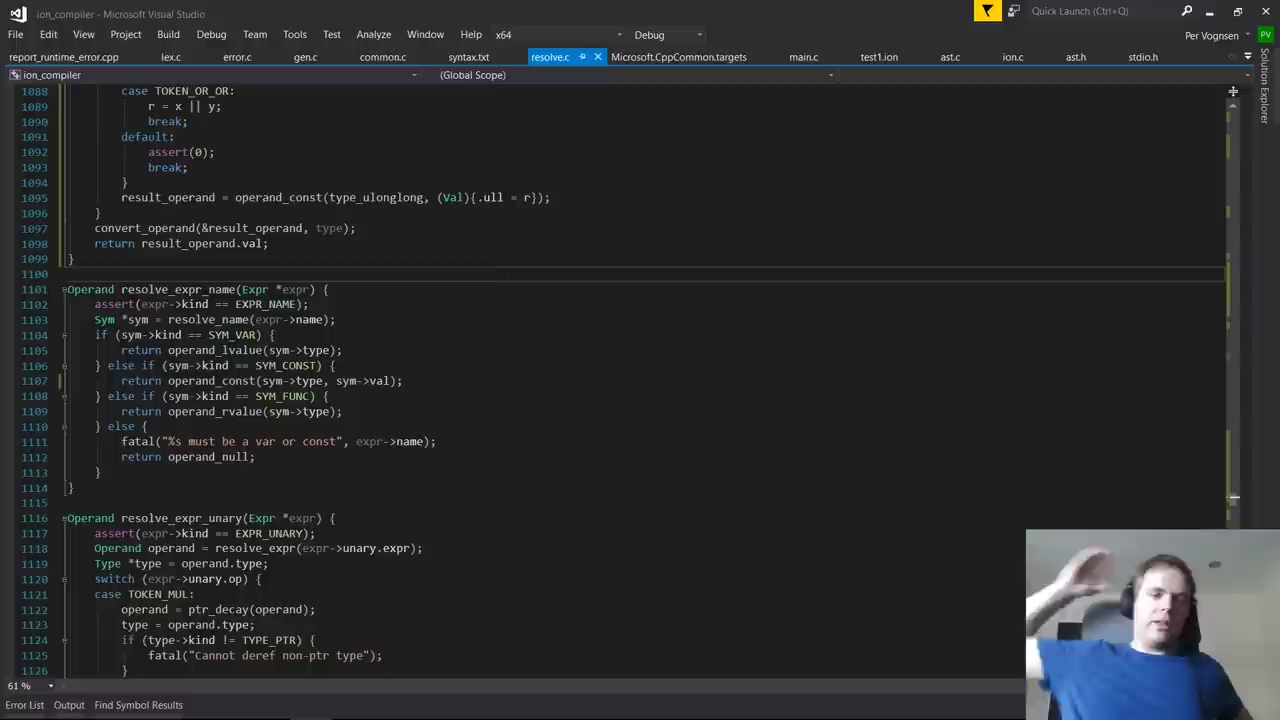 ion_compiler - Microsoft Visual Studio
Quick Launch (Ctrl+Q)
File Edit View Project Build Debug Team Tools Test Analyze Window Help x64 Debug Per Vognsen PV
report_runtime_error.cpp lex.c error.c gen.c common.c syntax.txt resolve.c Microsoft.CppCommon.targets main.c test1.ion ast.c ion.c ast.h stdio.h
ion_compiler (Global Scope)
Solution Explorer
1088 case TOKEN_OR_OR:
1089 r = x || y;
1090 break;
1091 default:
1092 assert(0);
1093 break;
1094 }
1095 result_operand = operand_const(type_ulonglong, (Val){.ull = r});
1096 }
1097 convert_operand(&result_operand, type);
1098 return result_operand.val;
1099 }
1100
1101 Operand resolve_expr_name(Expr *expr) {
1102 assert(expr->kind == EXPR_NAME);
1103 Sym *sym = resolve_name(expr->name);
1104 if (sym->kind == SYM_VAR) {
1105 return operand_lvalue(sym->type);
1106 } else if (sym->kind == SYM_CONST) {
1107 return operand_const(sym->type, sym->val);
1108 } else if (sym->kind == SYM_FUNC) {
1109 return operand_rvalue(sym->type);
1110 } else {
1111 fatal("%s must be a var or const", expr->name);
1112 return operand_null;
1113 }
1114 }
1115
1116 Operand resolve_expr_unary(Expr *expr) {
1117 assert(expr->kind == EXPR_UNARY);
1118 Operand operand = resolve_expr(expr->unary.expr);
1119 Type *type = operand.type;
1120 switch (expr->unary.op) {
1121 case TOKEN_MUL:
1122 operand = ptr_decay(operand);
1123 type = operand.type;
1124 if (type->kind != TYPE_PTR) {
1125 fatal("Cannot deref non-ptr type");
1126 }
61 %
Error List Output Find Symbol Results